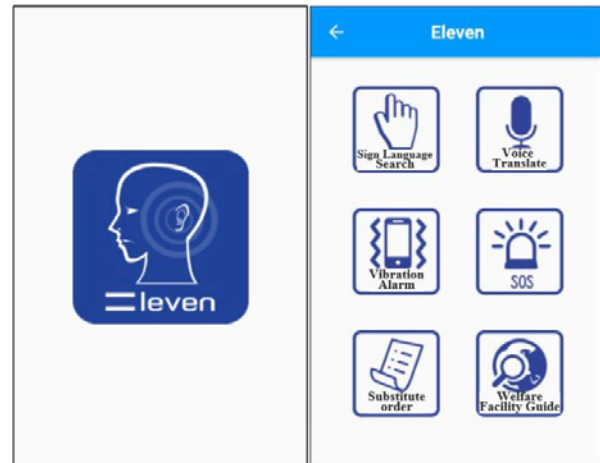 Eleven
Eleven
Sign Language
Search
Voice
Translate
Vibration
Alarm
SOS
Substitute
order
Welfare
Facility Guide